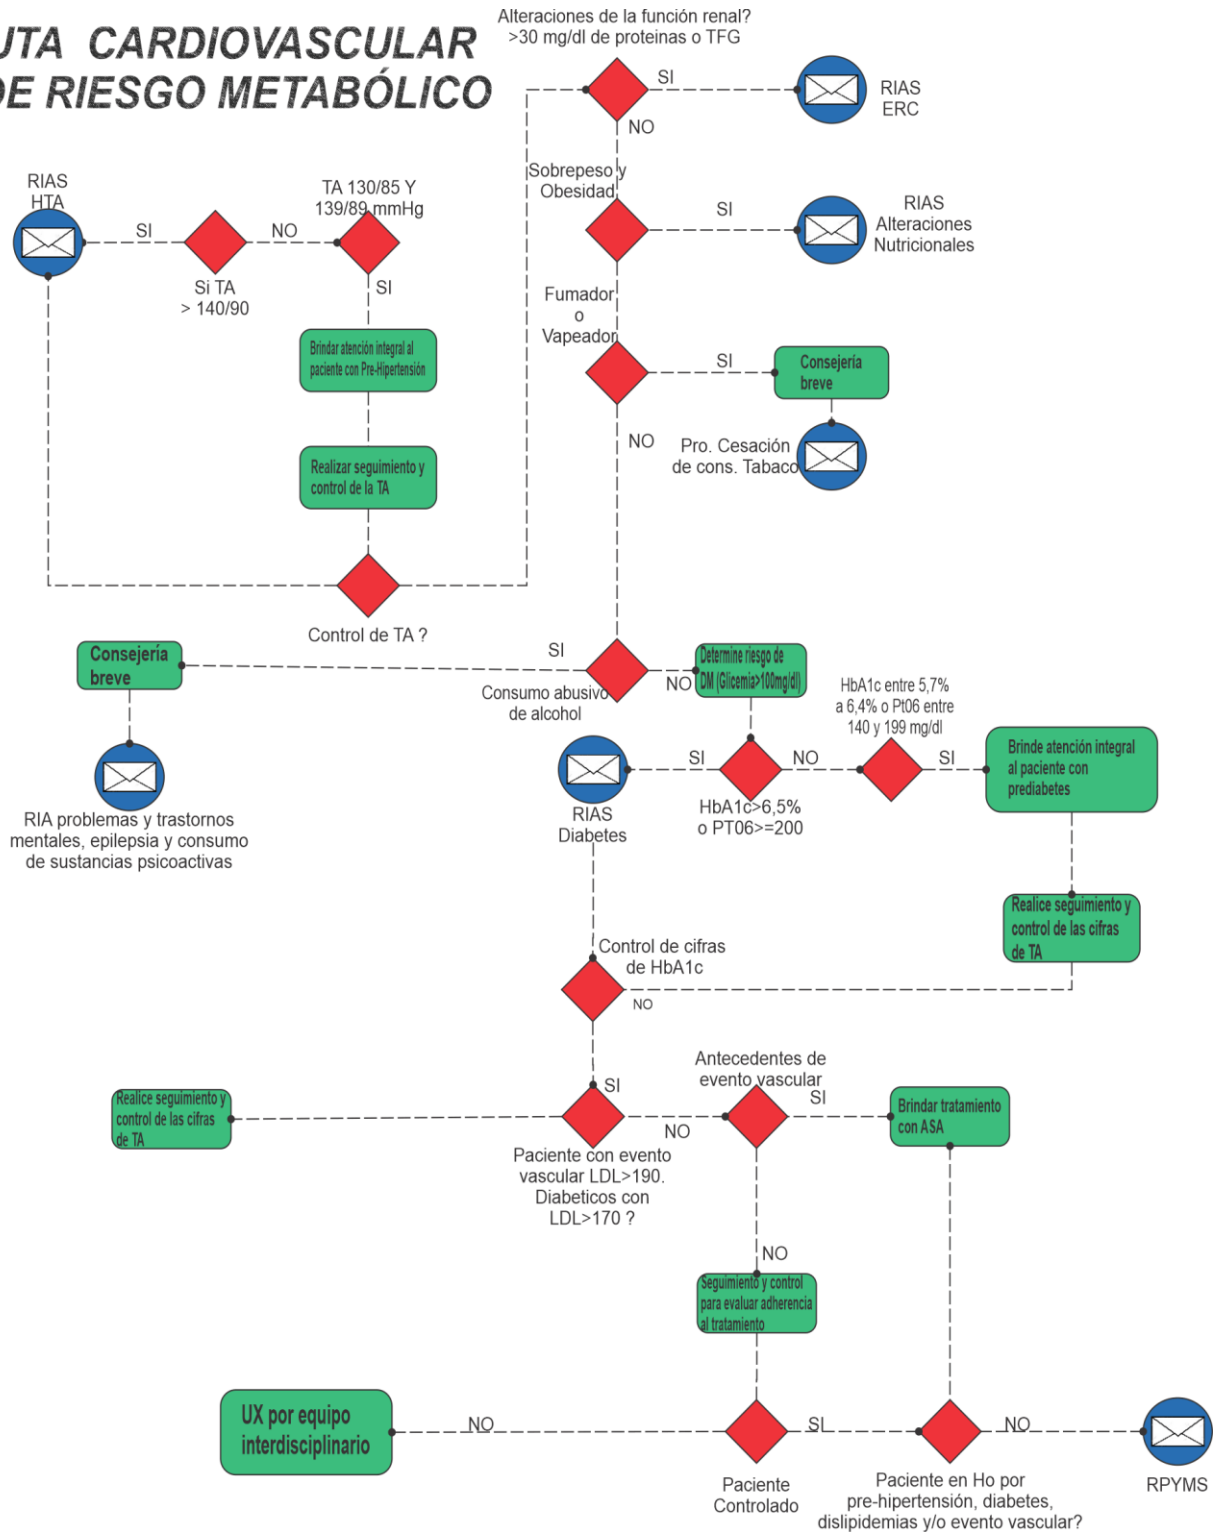 UTA CARDIOVASCULAR
DE RIESGO METABÓLICO
Alteraciones de la función renal?
>30 mg/dl de proteinas o TFG
SI
RIAS
ERC
NO
Sobrepeso y
Obesidad
SI
RIAS
Alteraciones
Nutricionales
RIAS
HTA
SI
NO
TA 130/85 Y
139/89 mmHg
Si TA
> 140/90
SI
Fumador
o
Vapeador
Brindar atención integral al
paciente con Pre-Hipertensión
SI
Consejería
breve
NO
Pro. Cesación
de cons. Tabaco
Realizar seguimiento y
control de la TA
Control de TA ?
Consejería
breve
SI
Consumo abusivo
de alcohol
NO
Determine riesgo de
DM (Glicemia>100mg/dl)
HbA1c entre 5,7%
a 6,4% o Pt06 entre
140 y 199 mg/dl
RIA problemas y trastornos
mentales, epilepsia y consumo
de sustancias psicoactivas
RIAS
Diabetes
SI
NO
HbA1c>6,5%
o PT06>=200
SI
Brinde atención integral
al paciente con
prediabetes
Realice seguimiento y
control de las cifras
de TA
Control de cifras
de HbA1c
NO
SI
Realice seguimiento y
control de las cifras
de TA
Paciente con evento
vascular LDL>190.
Diabeticos con
LDL>170 ?
NO
Antecedentes de
evento vascular
SI
Brindar tratamiento
con ASA
NO
Seguimiento y control
para evaluar adherencia
al tratamiento
UX por equipo
interdisciplinario
NO
Paciente
Controlado
SI
Paciente en Ho por
pre-hipertensión, diabetes,
dislipidemias y/o evento vascular?
NO
RPYMS